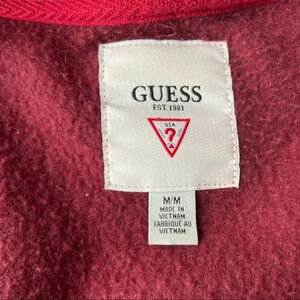 GUESS
EST. 1981
U.S.A.
?
M/M
MADE IN
VIETNAM
FABRIQUÉ AU
VIETNAM